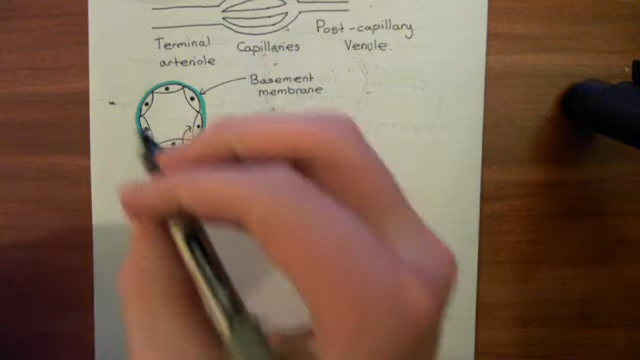 Terminal
arteriole
Capillaries
Post-capillary
Venule.
Basement
membrane